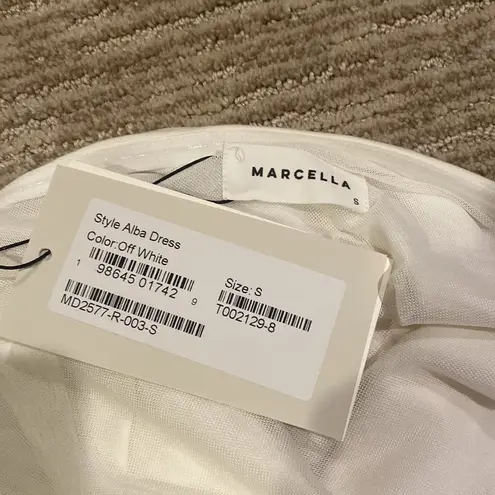 MARCELLA
S
Style Alba Dress
Color:Off White
1 98645 01742 9
MD2577-R-003-S
Size: S
T002129-8